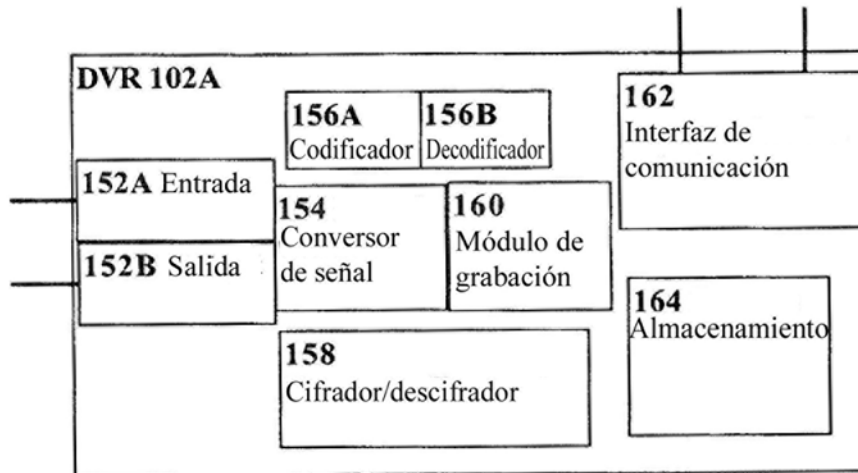 DVR 102A
156A
Codificador
156B
Decodificador
162
Interfaz de
comunicación
152A Entrada
152B Salida
154
Conversor
de señal
160
Módulo de
grabación
164
Almacenamiento
158
Cifrador/descifrador